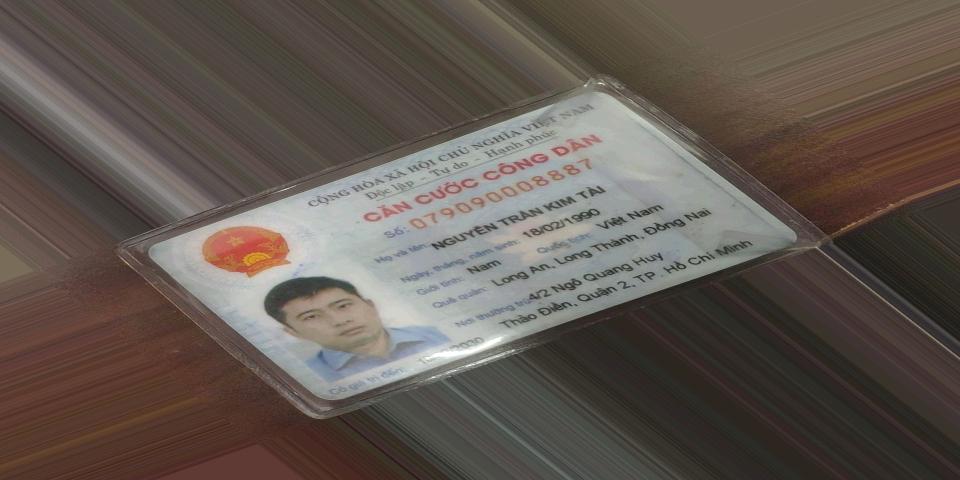 CỘNG HÒA XÃ HỘI CHỦ NGHĨA VIỆT NAM
Độc lập - Tự do - Hạnh phúc
CĂN CƯỚC CÔNG DÂN
Số: 079090008887
Họ và tên: NGUYỄN TRẦN KIM TÀI
Ngày, tháng, năm sinh: 18/02/1990
Giới tính: Nam Quốc tịch: Việt Nam
Quê quán: Long An, Long Thành, Đồng Nai
Nơi thường trú: 4/2 Ngô Quang Huy
Thảo Điền, Quận 2, TP. Hồ Chí Minh
Có giá trị đến: